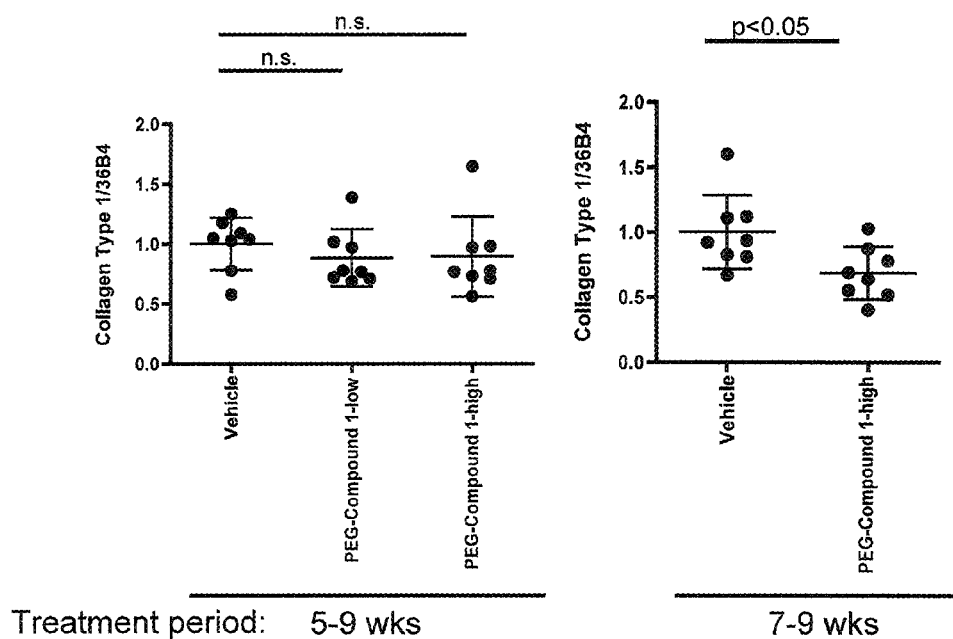 n.s.
n.s.
2.0
1.5
1.0
0.5
0.0
Collagen Type 1/36B4
Vehicle
PEG-Compound 1-low
PEG-Compound 1-high
p<0.05
2.0
1.5
1.0
0.5
0.0
Collagen Type 1/36B4
Vehicle
PEG-Compound 1-high
Treatment period: 5-9 wks 7-9 wks